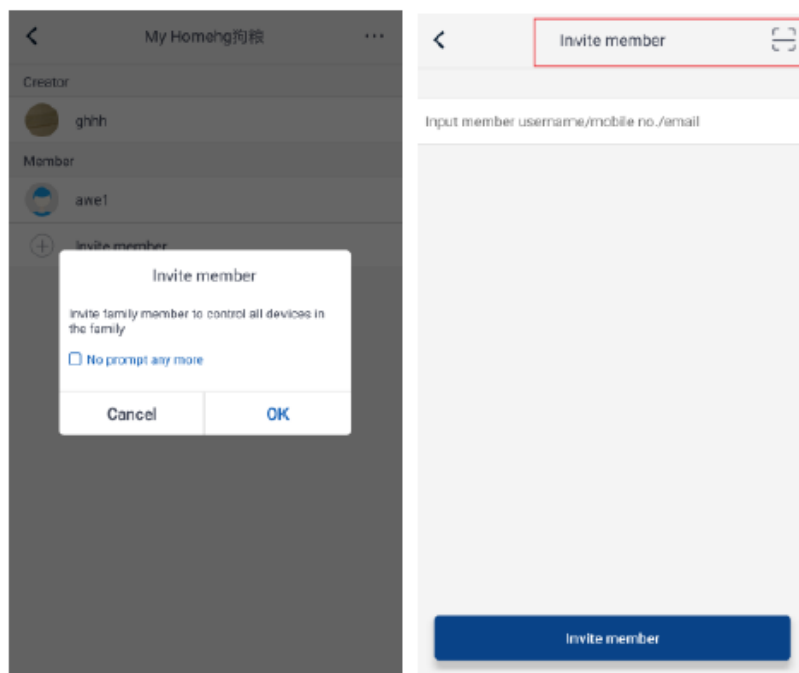 My Homehg狗粮
Creator
ghhh
Member
awe1
Invite member
Invite member
Invite family member to control all devices in
the family
No prompt any more
Cancel
OK
Invite member
Input member username/mobile no./email
Invite member